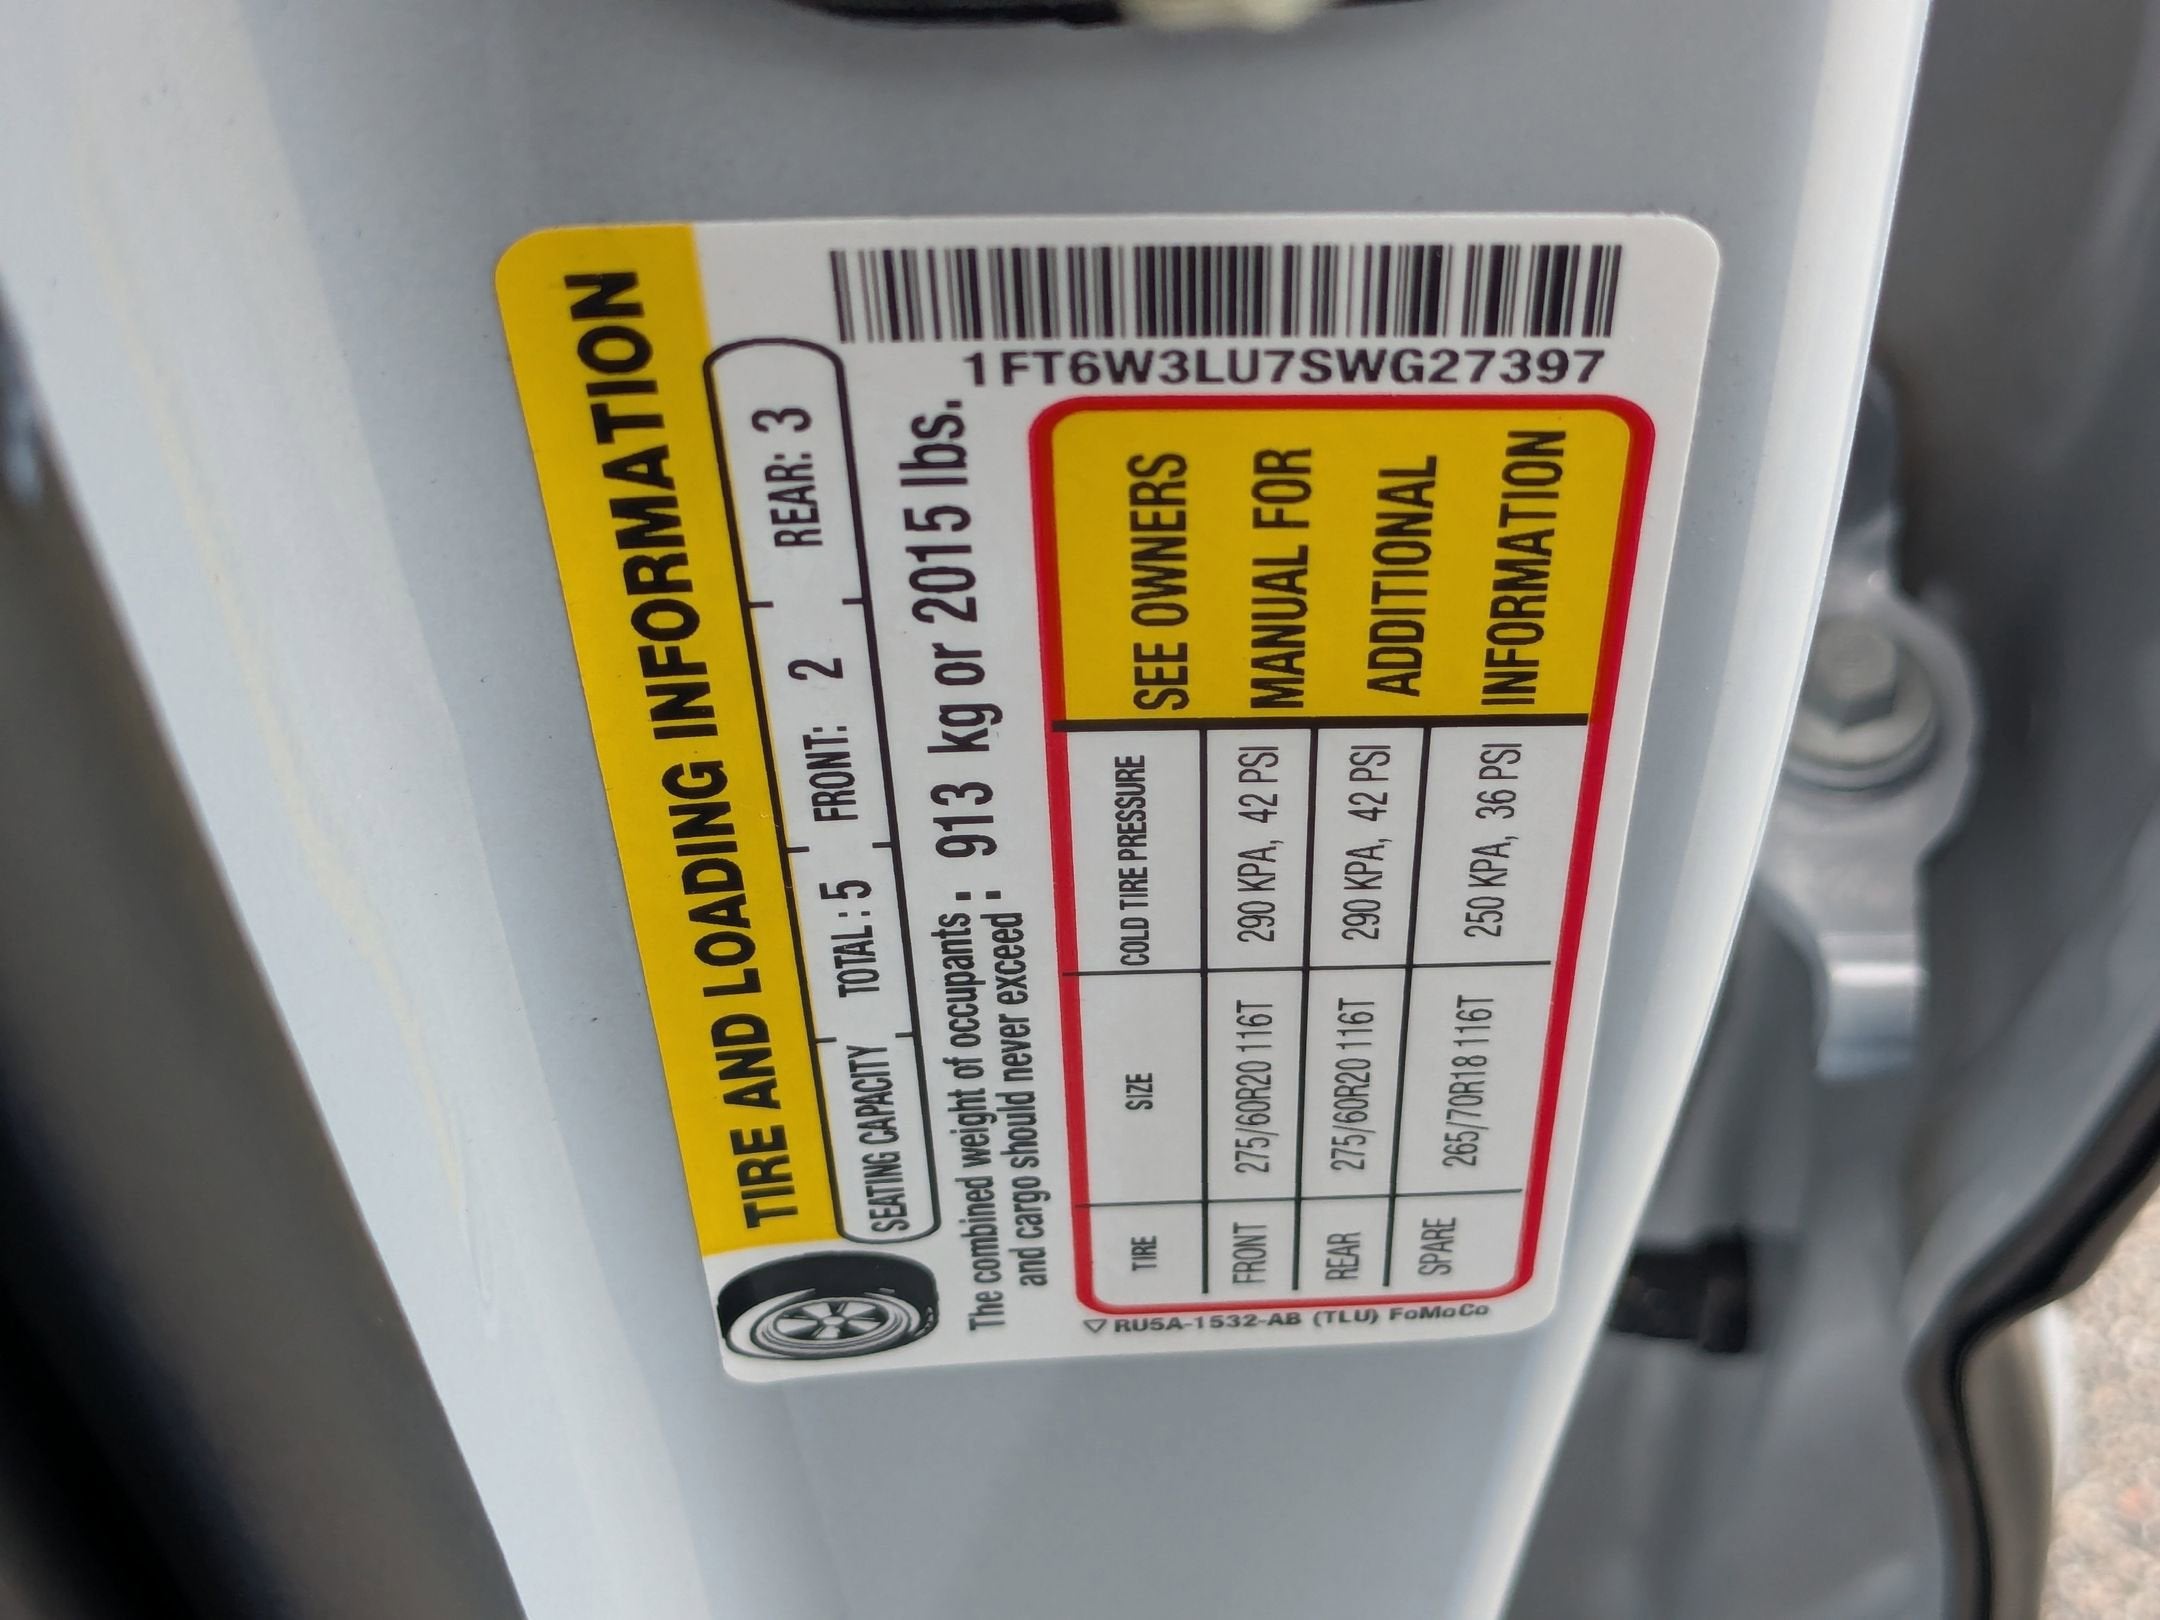 TIRE AND LOADING INFORMATION
SEATING CAPACITY TOTAL: 5 FRONT: 2 REAR: 3
The combined weight of occupants : 913 kg or 2015 lbs.
and cargo should never exceed :
1FT6W3LU7SWG27397
TIRE SIZE COLD TIRE PRESSURE
FRONT 275/60R20 116T 290 KPA, 42 PSI
REAR 275/60R20 116T 290 KPA, 42 PSI
SPARE 265/70R18 116T 250 KPA, 36 PSI
SEE OWNERS
MANUAL FOR
ADDITIONAL
INFORMATION
RU5A-1532-AB (TLU) FoMoCo